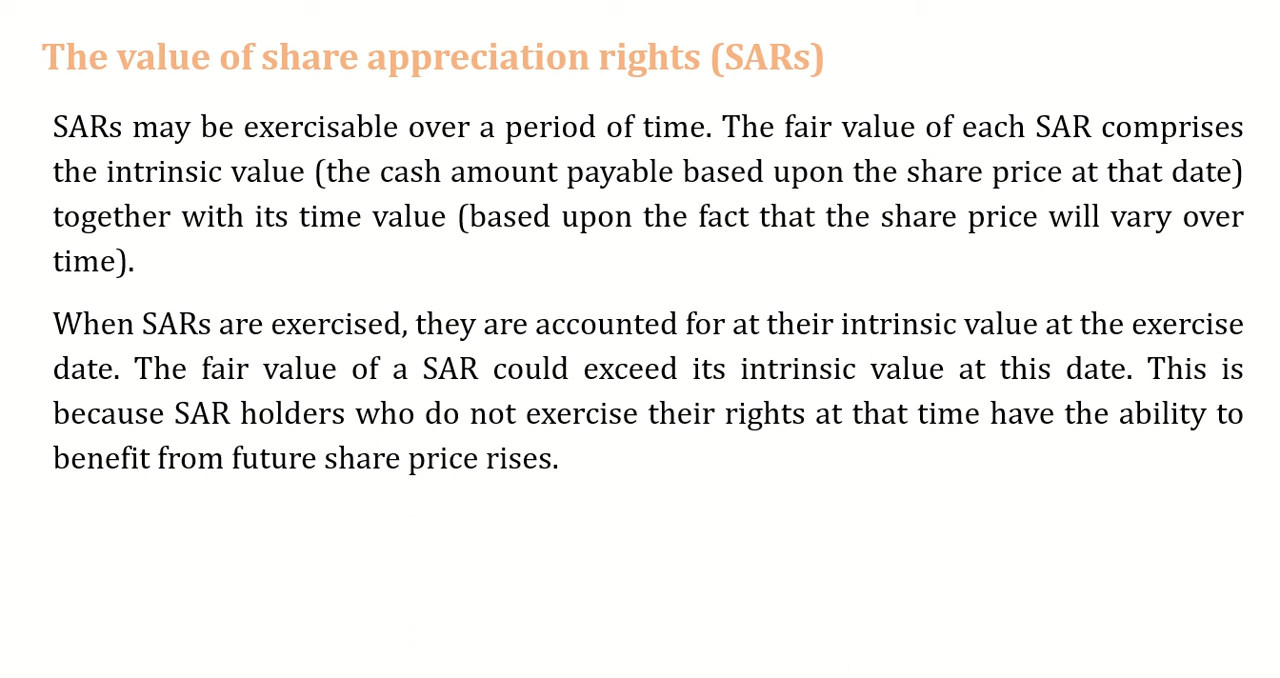 The value of share appreciation rights (SARs)
SARs may be exercisable over a period of time. The fair value of each SAR comprises
the intrinsic value (the cash amount payable based upon the share price at that date)
together with its time value (based upon the fact that the share price will vary over
time).
When SARs are exercised, they are accounted for at their intrinsic value at the exercise
date. The fair value of a SAR could exceed its intrinsic value at this date. This is
because SAR holders who do not exercise their rights at that time have the ability to
benefit from future share price rises.